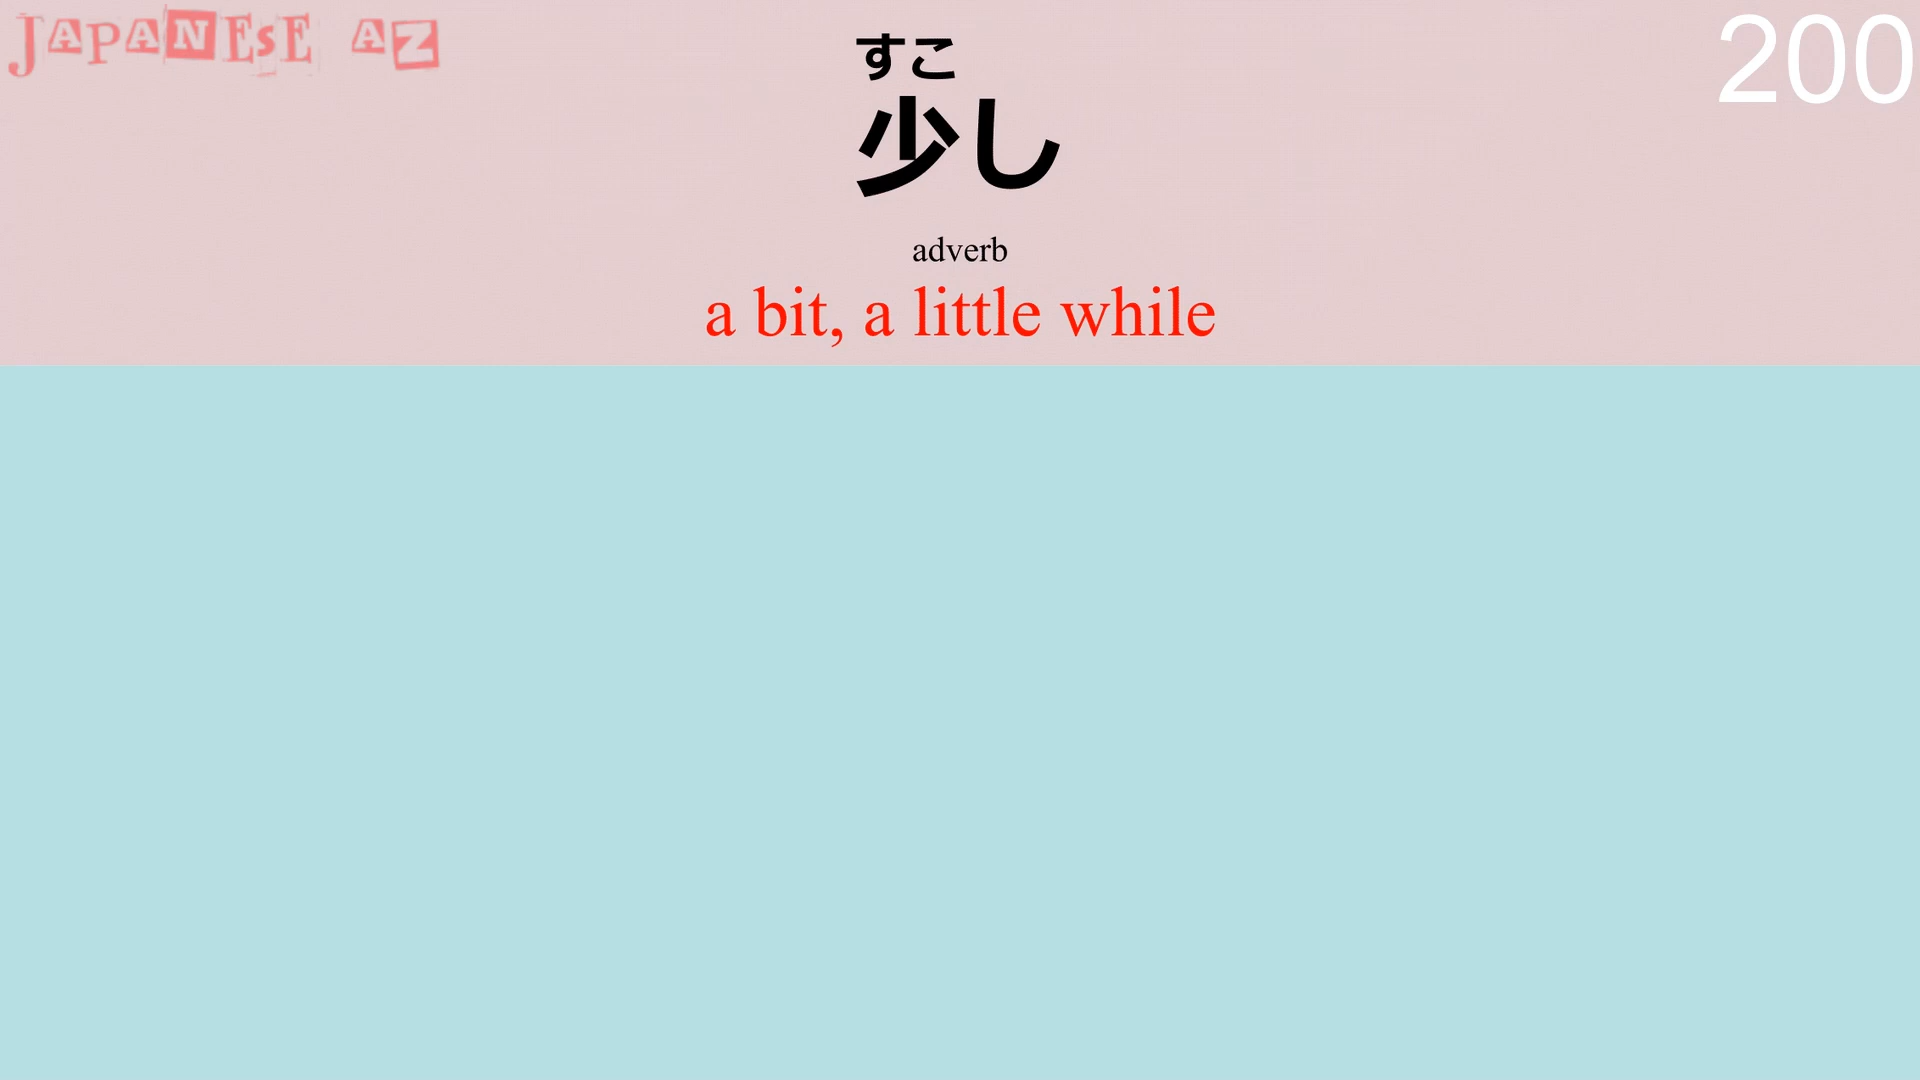 JAPANESE AZ
200
すこ
少し
adverb
a bit, a little while